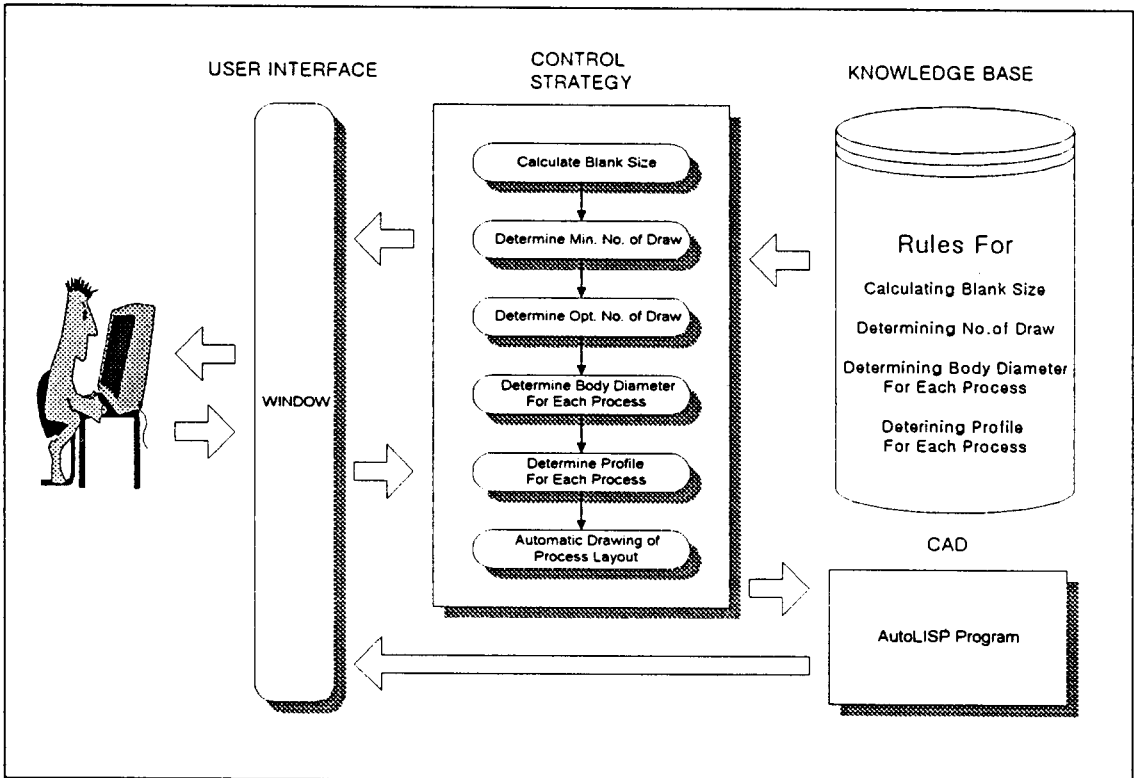 USER INTERFACE
WINDOW
CONTROL
STRATEGY
Calculate Blank Size
Determine Min. No. of Draw
Determine Opt. No. of Draw
Determine Body Diameter
For Each Process
Determine Profile
For Each Process
Automatic Drawing of
Process Layout
KNOWLEDGE BASE
Rules For
Calculating Blank Size
Determining No.of Draw
Determining Body Diameter
For Each Process
Deterining Profile
For Each Process
CAD
AutoLISP Program